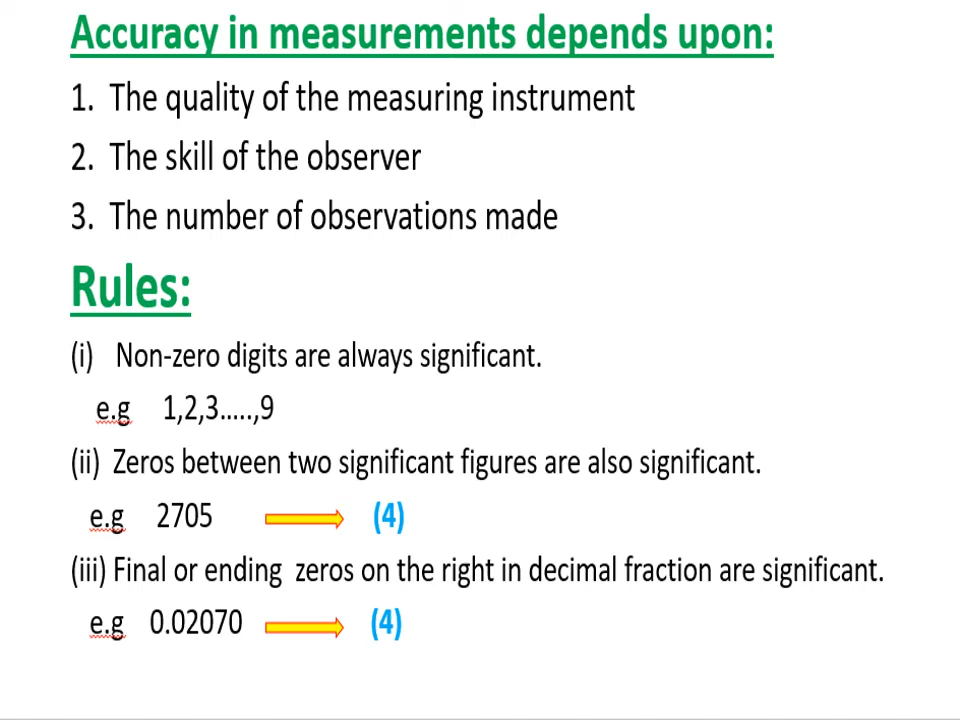 Accuracy in measurements depends upon:
1. The quality of the measuring instrument
2. The skill of the observer
3. The number of observations made
Rules:
(i) Non-zero digits are always significant.
e.g 1,2,3.....,9
(ii) Zeros between two significant figures are also significant.
e.g 2705 (4)
(iii) Final or ending zeros on the right in decimal fraction are significant.
e.g 0.02070 (4)